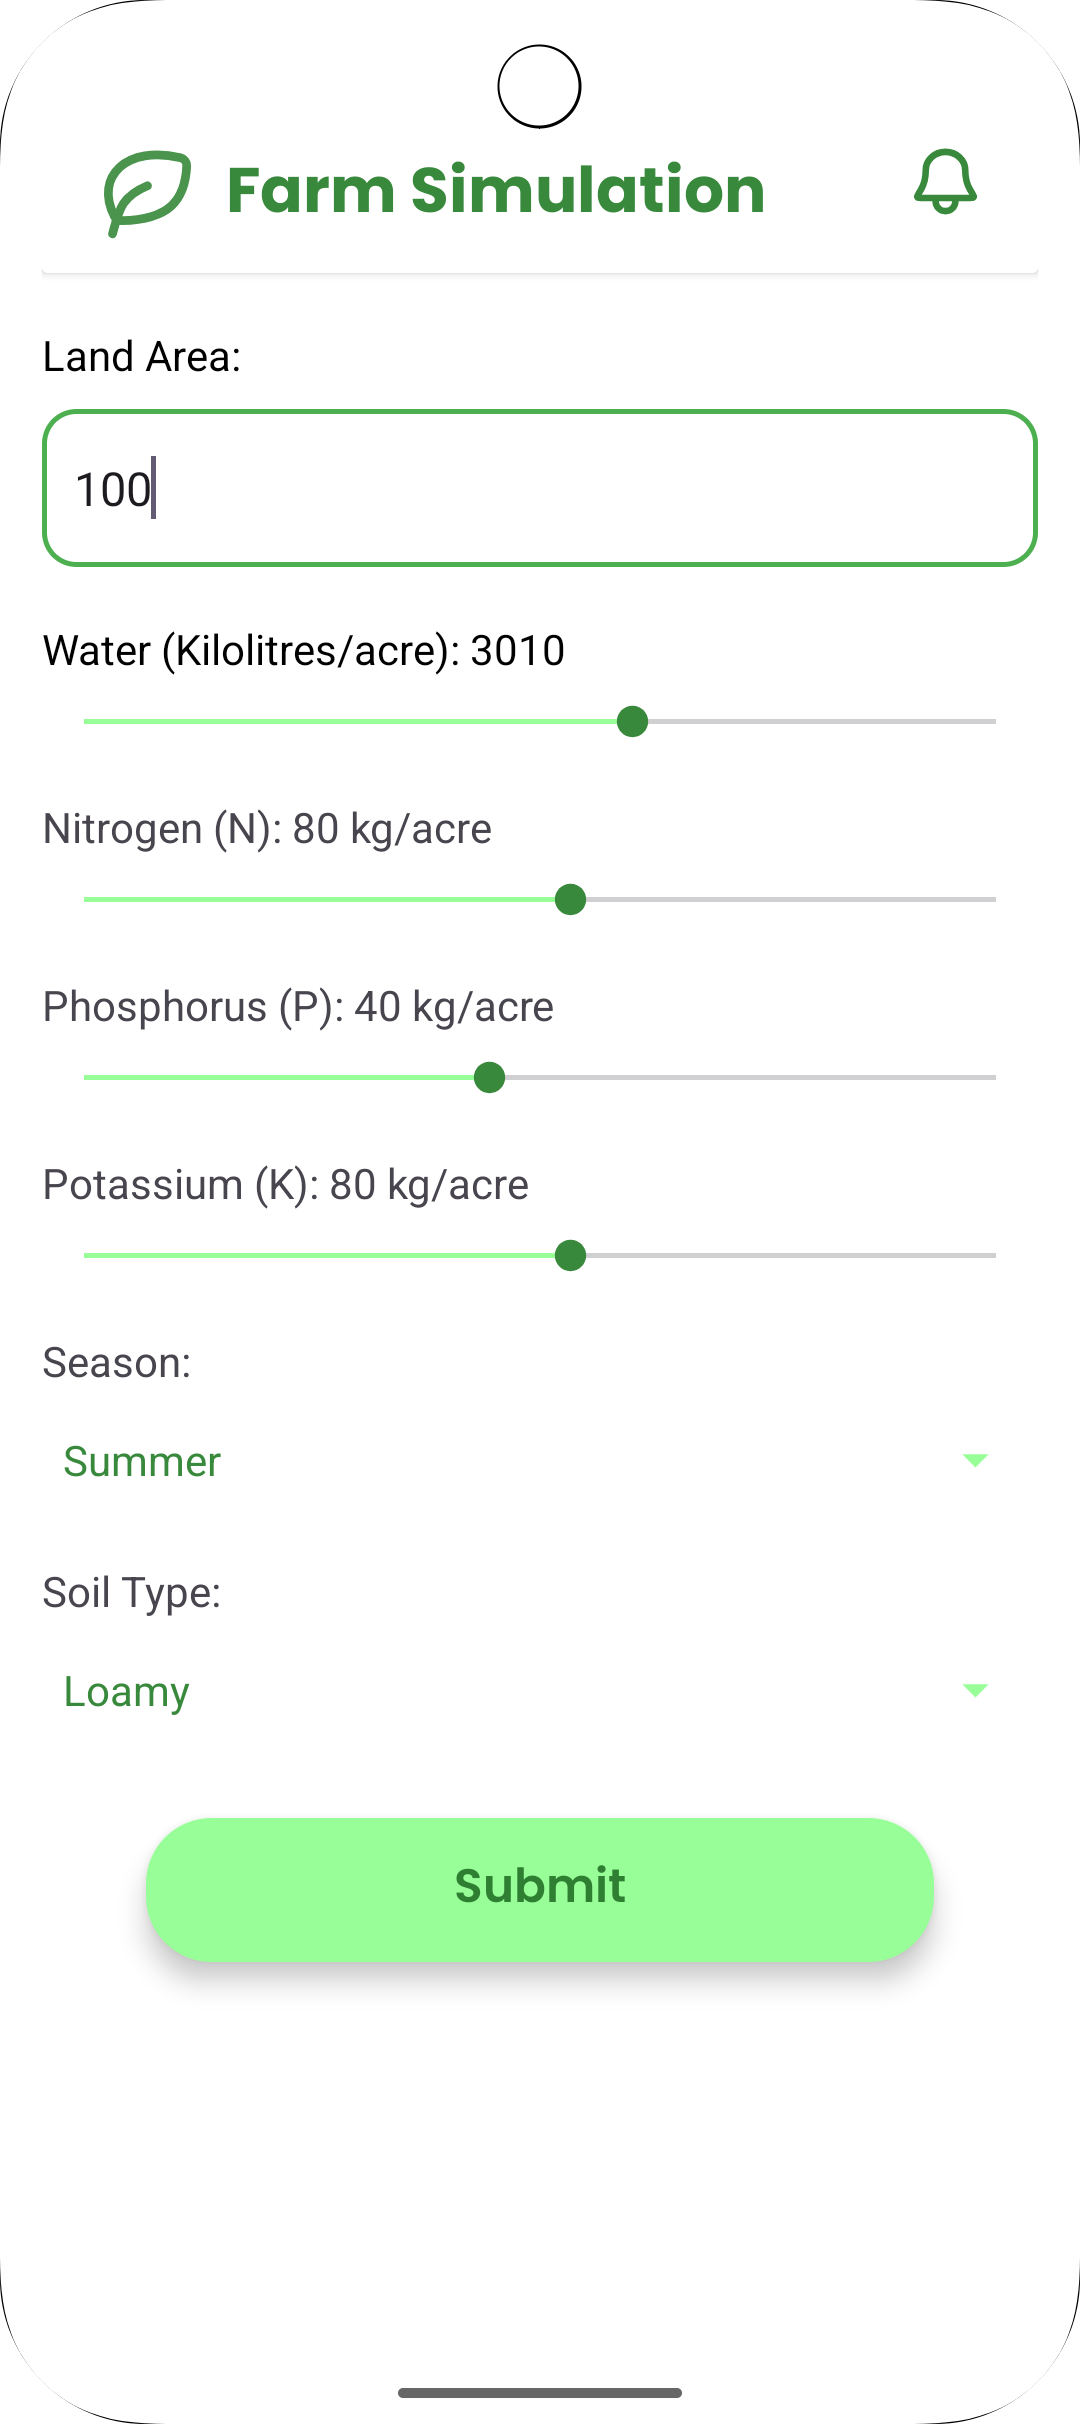 Farm Simulation
Land Area:
100
Water (Kilolitres/acre): 3010
Nitrogen (N): 80 kg/acre
Phosphorus (P): 40 kg/acre
Potassium (K): 80 kg/acre
Season:
Summer
Soil Type:
Loamy
Submit